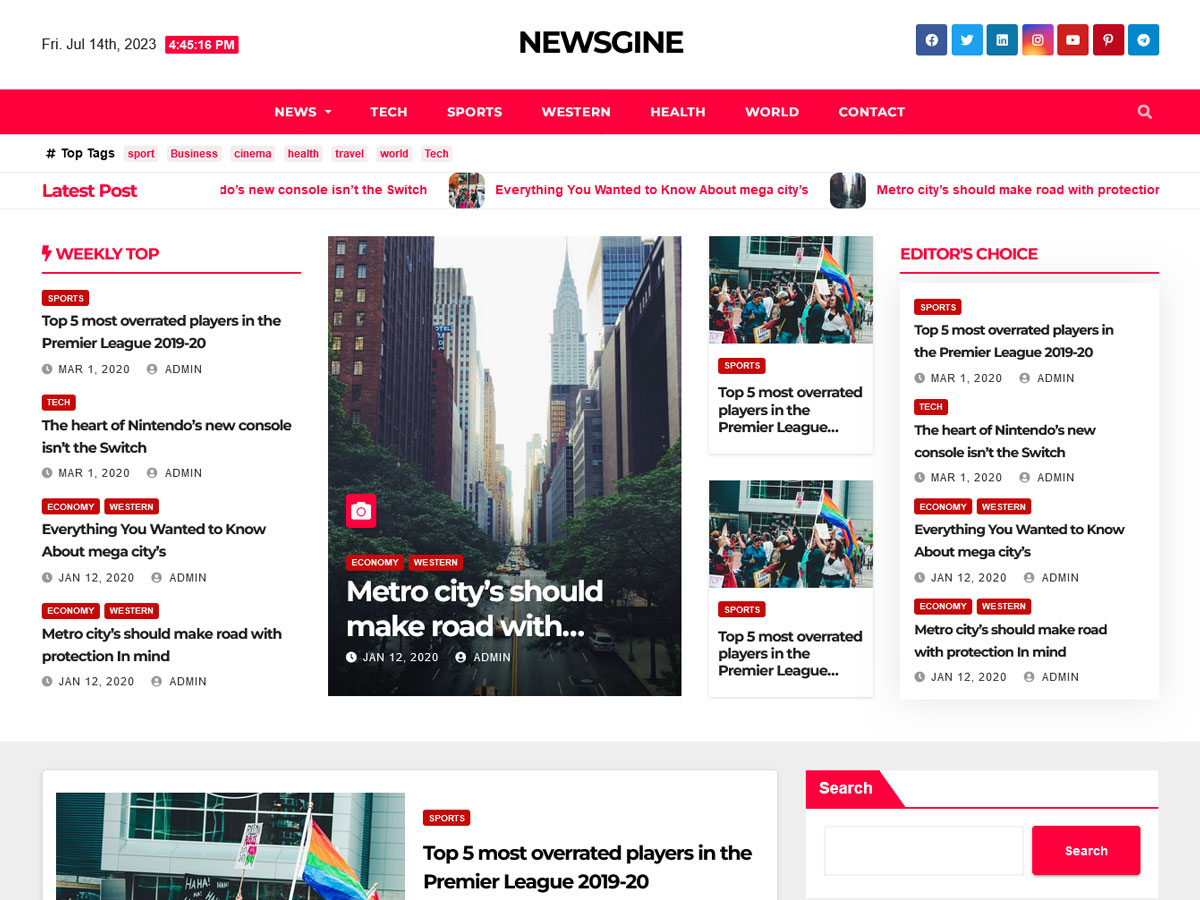 Fri. Jul 14th, 2023 4:45:16 PM
NEWSGINE
NEWS TECH SPORTS WESTERN HEALTH WORLD CONTACT
# Top Tags sport Business cinema health travel world Tech
Latest Post
do's new console isn't the Switch Everything You Wanted to Know About mega city's Metro city's should make road with protection
WEEKLY TOP
SPORTS
Top 5 most overrated players in the
Premier League 2019-20
MAR 1, 2020 ADMIN
TECH
The heart of Nintendo's new console
isn't the Switch
MAR 1, 2020 ADMIN
ECONOMY WESTERN
Everything You Wanted to Know
About mega city's
JAN 12, 2020 ADMIN
ECONOMY WESTERN
Metro city's should make road with
protection In mind
JAN 12, 2020 ADMIN
ECONOMY WESTERN
Metro city's should
make road with...
JAN 12, 2020 ADMIN
SPORTS
Top 5 most overrated
players in the
Premier League...
SPORTS
Top 5 most overrated
players in the
Premier League...
EDITOR'S CHOICE
SPORTS
Top 5 most overrated players in
the Premier League 2019-20
MAR 1, 2020 ADMIN
TECH
The heart of Nintendo's new
console isn't the Switch
MAR 1, 2020 ADMIN
ECONOMY WESTERN
Everything You Wanted to Know
About mega city's
JAN 12, 2020 ADMIN
ECONOMY WESTERN
Metro city's should make road
with protection In mind
JAN 12, 2020 ADMIN
HAHA!
SPORTS
Top 5 most overrated players in the
Premier League 2019-20
Search
Search